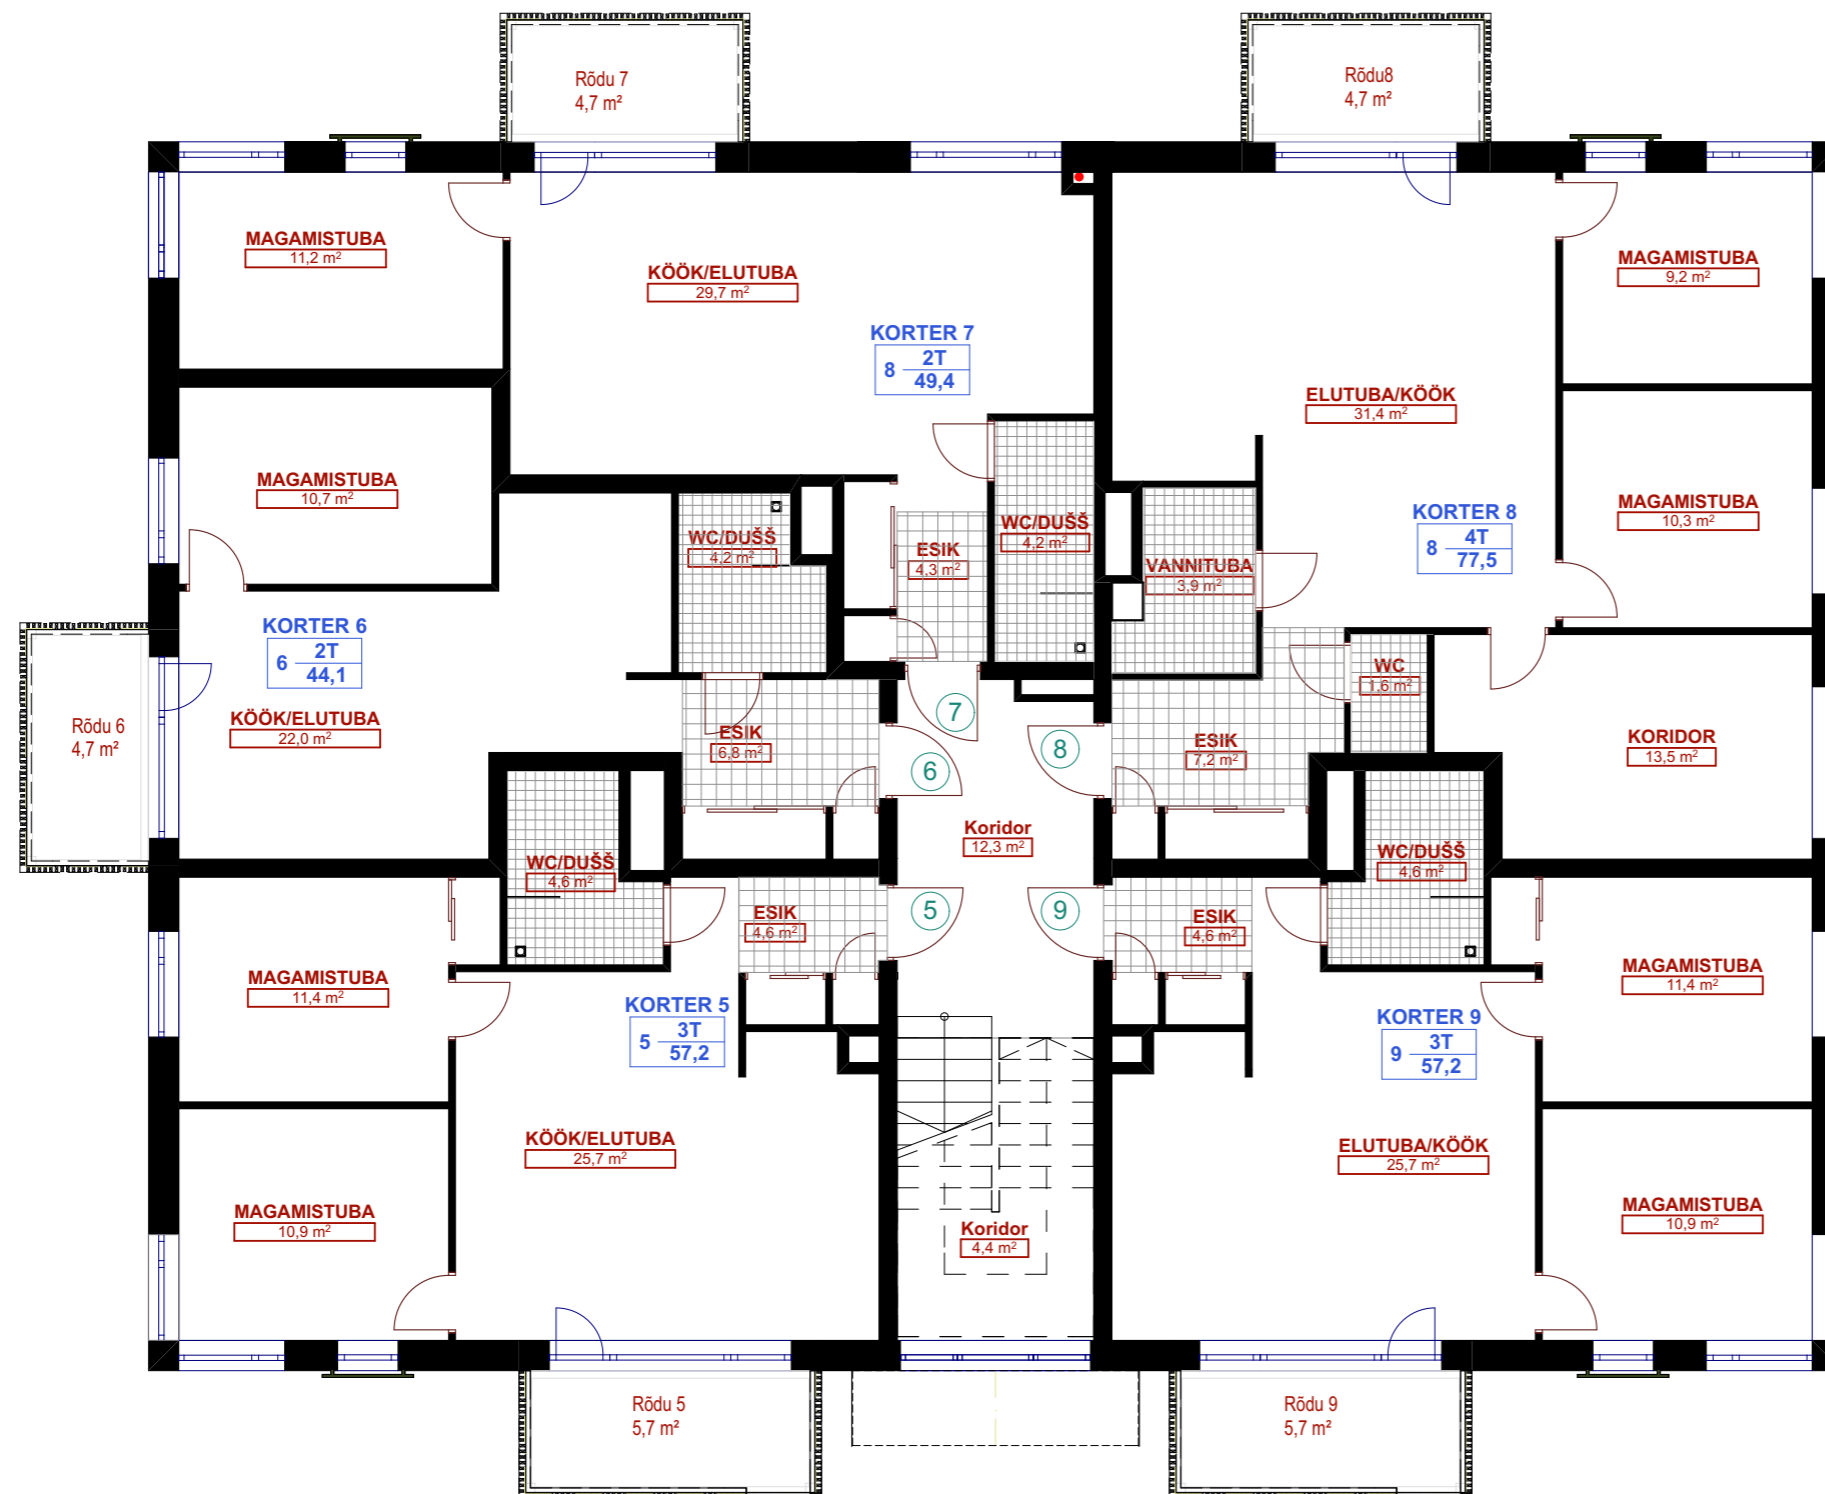 Rõdu 7
4,7 m²
Rõdu8
4,7 m²
MAGAMISTUBA
11,2 m²
KÖÖK/ELUTUBA
29,7 m²
MAGAMISTUBA
9,2 m²
KORTER 7
8 2T
49,4
ELUTUBA/KÖÖK
31,4 m²
MAGAMISTUBA
10,7 m²
MAGAMISTUBA
10,3 m²
KORTER 8
8 4T
77,5
WC/DUŠŠ
4,2 m²
ESIK
4,3 m²
WC/DUŠŠ
4,2 m²
VANNITUBA
3,9 m²
KORTER 6
6 2T
44,1
WC
1,6 m²
Rõdu 6
4,7 m²
KÖÖK/ELUTUBA
22,0 m²
ESIK
6,8 m²
7
6
8
ESIK
7,2 m²
KORIDOR
13,5 m²
Koridor
12,3 m²
WC/DUŠŠ
4,6 m²
WC/DUŠŠ
4,6 m²
ESIK
4,6 m²
5
9
ESIK
4,6 m²
MAGAMISTUBA
11,4 m²
MAGAMISTUBA
11,4 m²
KORTER 5
5 3T
57,2
KORTER 9
9 3T
57,2
KÖÖK/ELUTUBA
25,7 m²
ELUTUBA/KÖÖK
25,7 m²
MAGAMISTUBA
10,9 m²
Koridor
4,4 m²
MAGAMISTUBA
10,9 m²
Rõdu 5
5,7 m²
Rõdu 9
5,7 m²